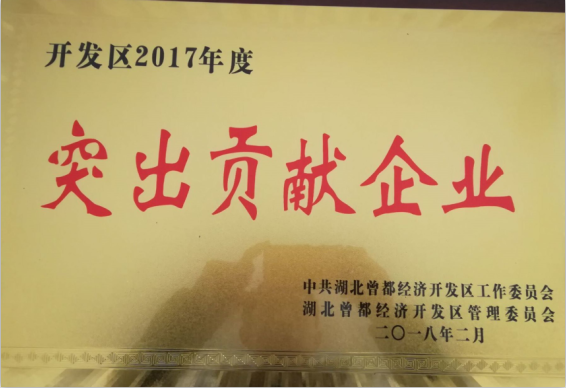 开发区2017年度
突出贡献企业
中共湖北曾都经济开发区工作委员会
湖北曾都经济开发区管理委员会
二〇一八年二月